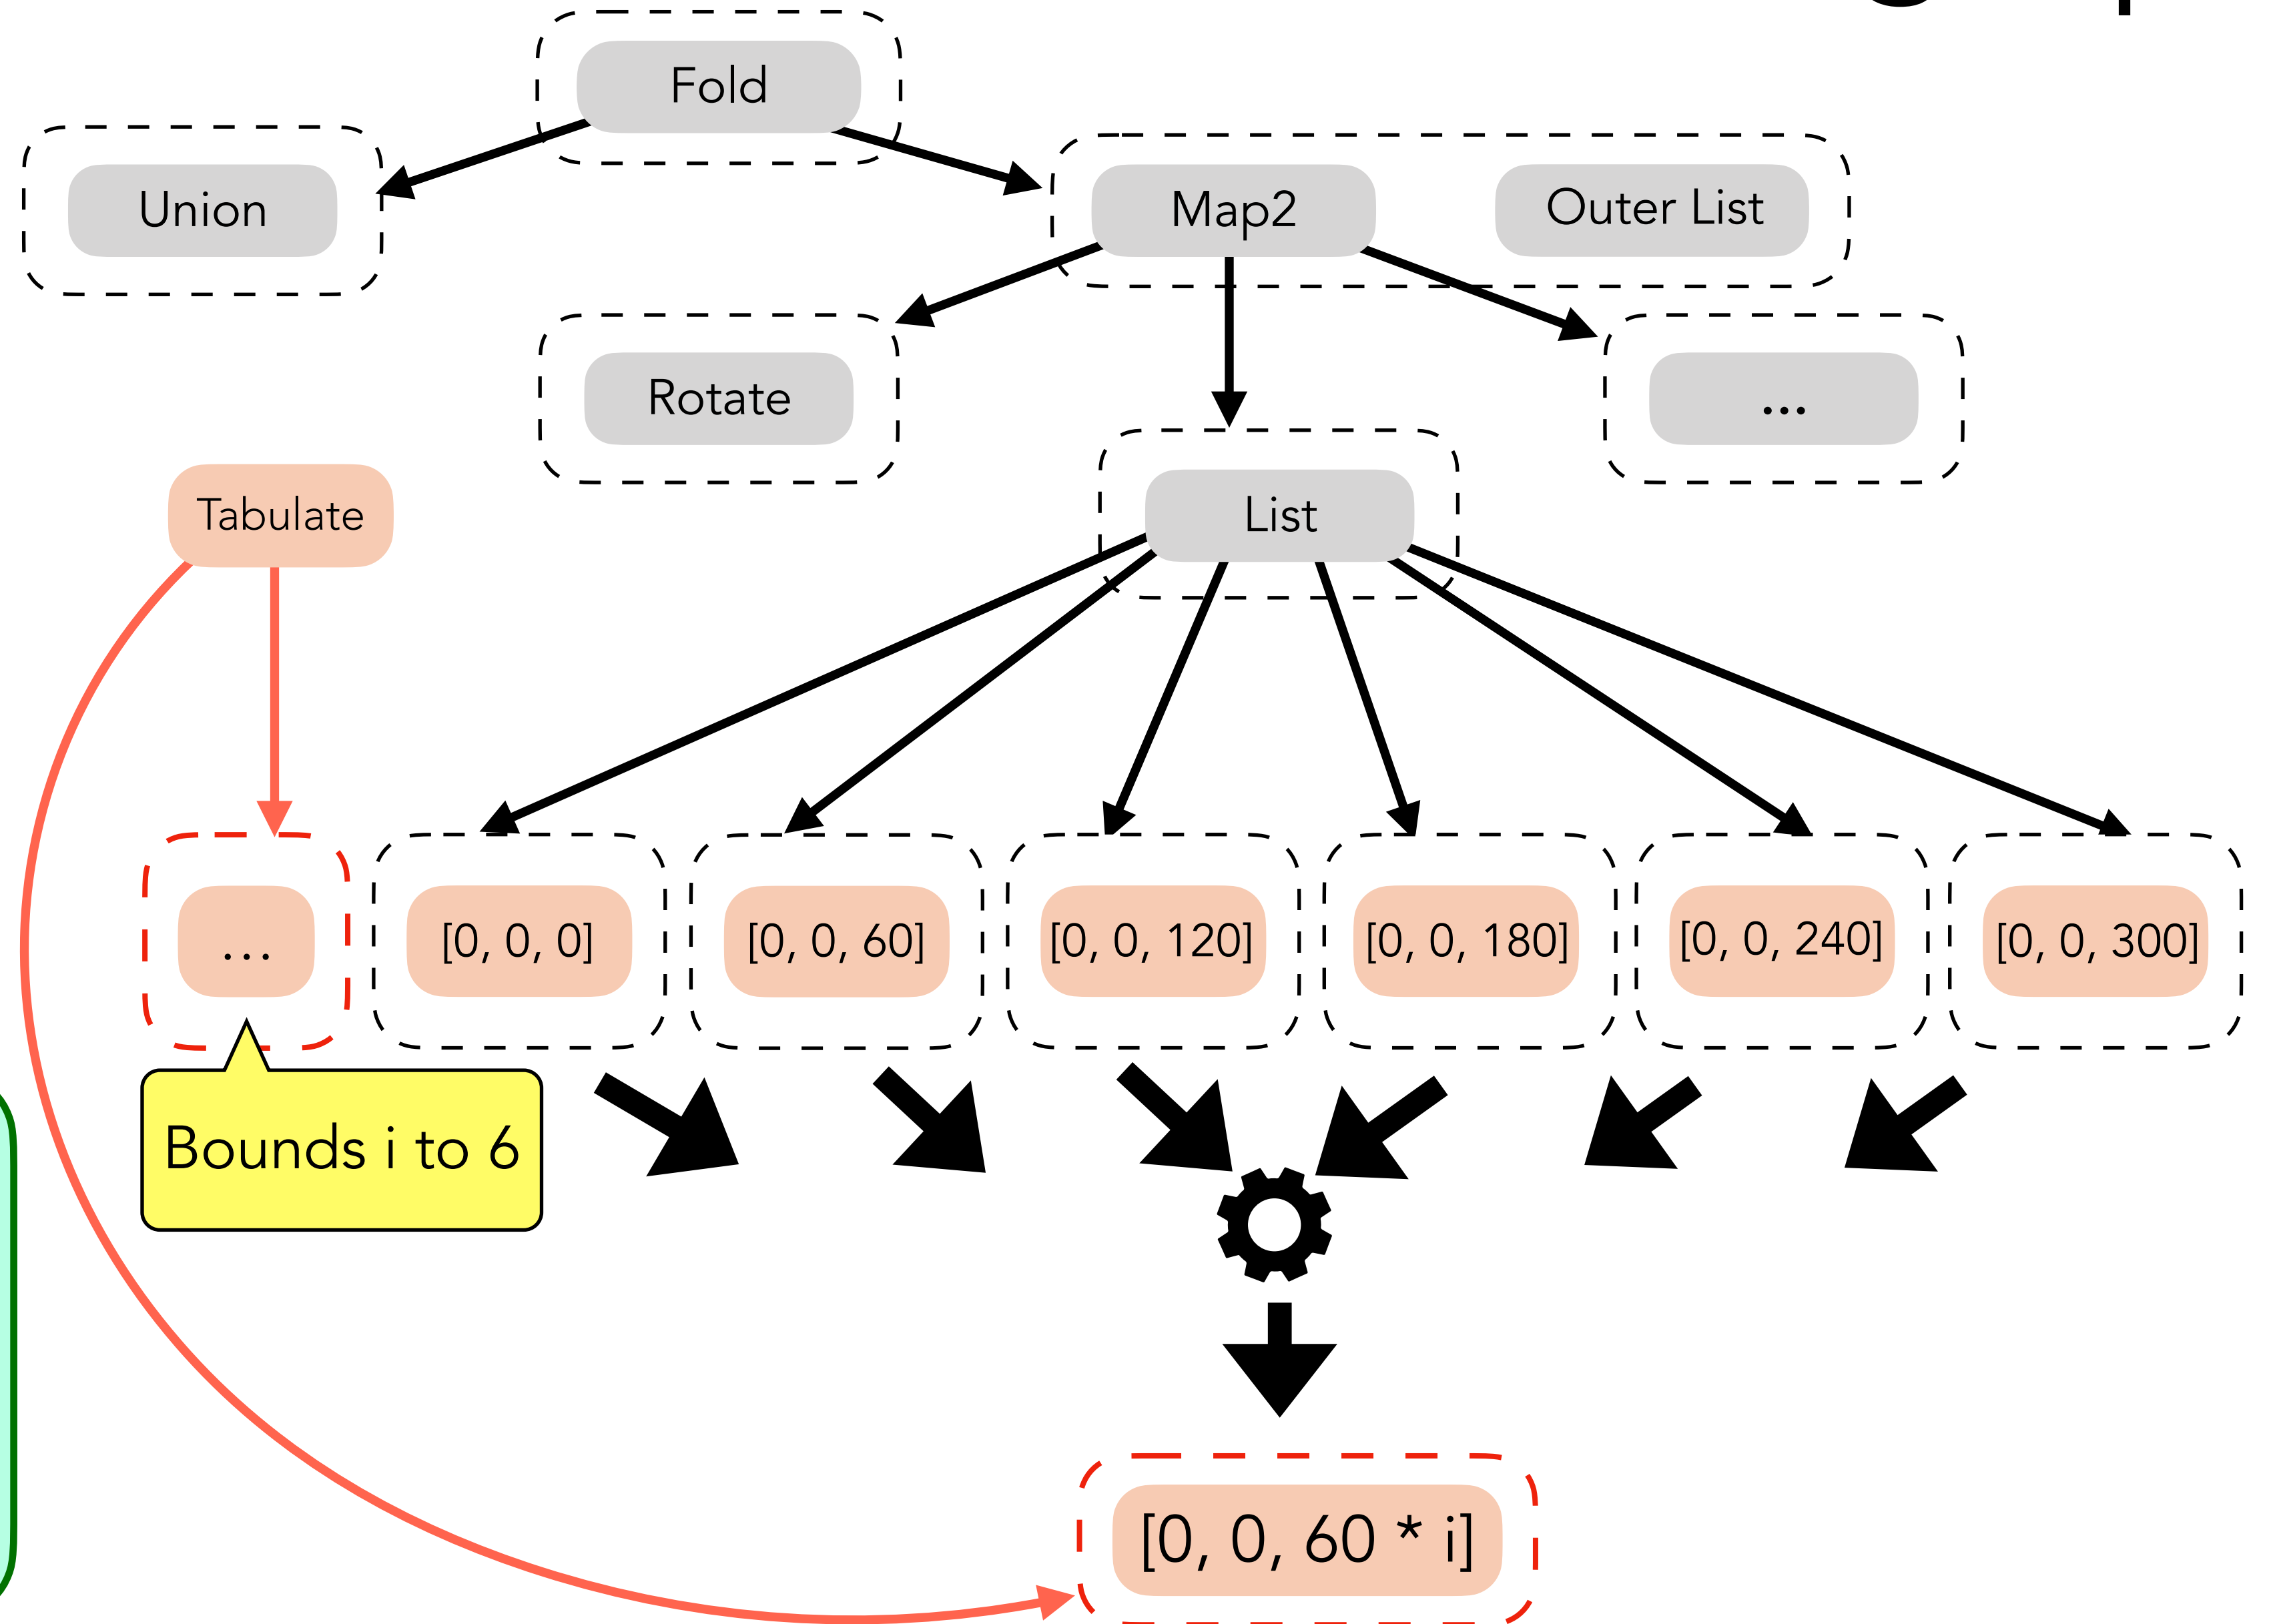 Fold
Union
Map2
Outer List
Rotate
...
Tabulate
List
...
[0, 0, 0]
[0, 0, 60]
[0, 0, 120]
[0, 0, 180]
[0, 0, 240]
[0, 0, 300]
Bounds i to 6
[0, 0, 60 * i]